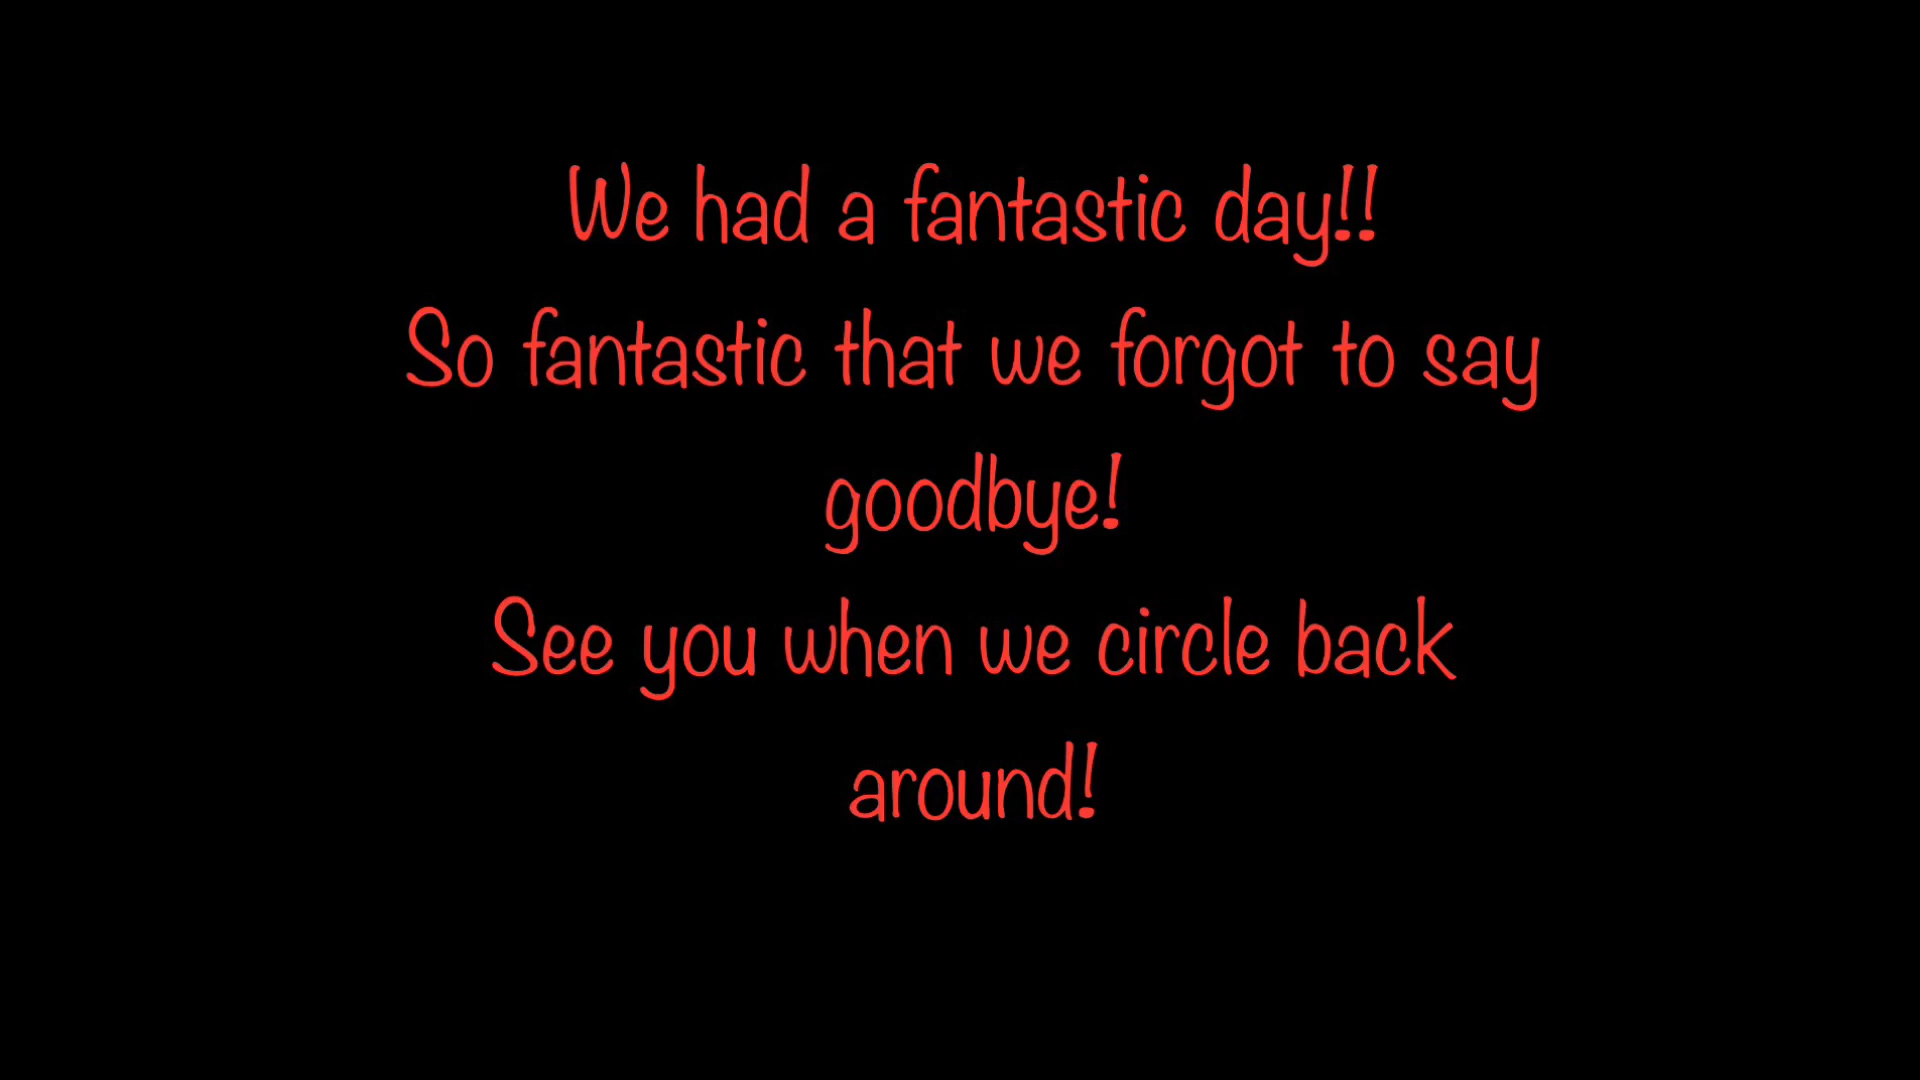 We had a fantastic day!!
So fantastic that we forgot to say
goodbye!
See you when we circle back
around!